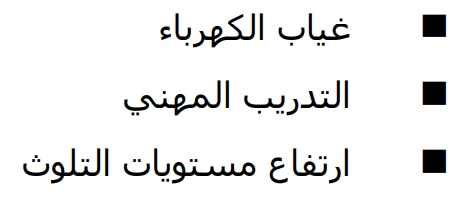 ■ غياب الكهرباء
■ التدريب المهني
■ ارتفاع مستويات التلوث